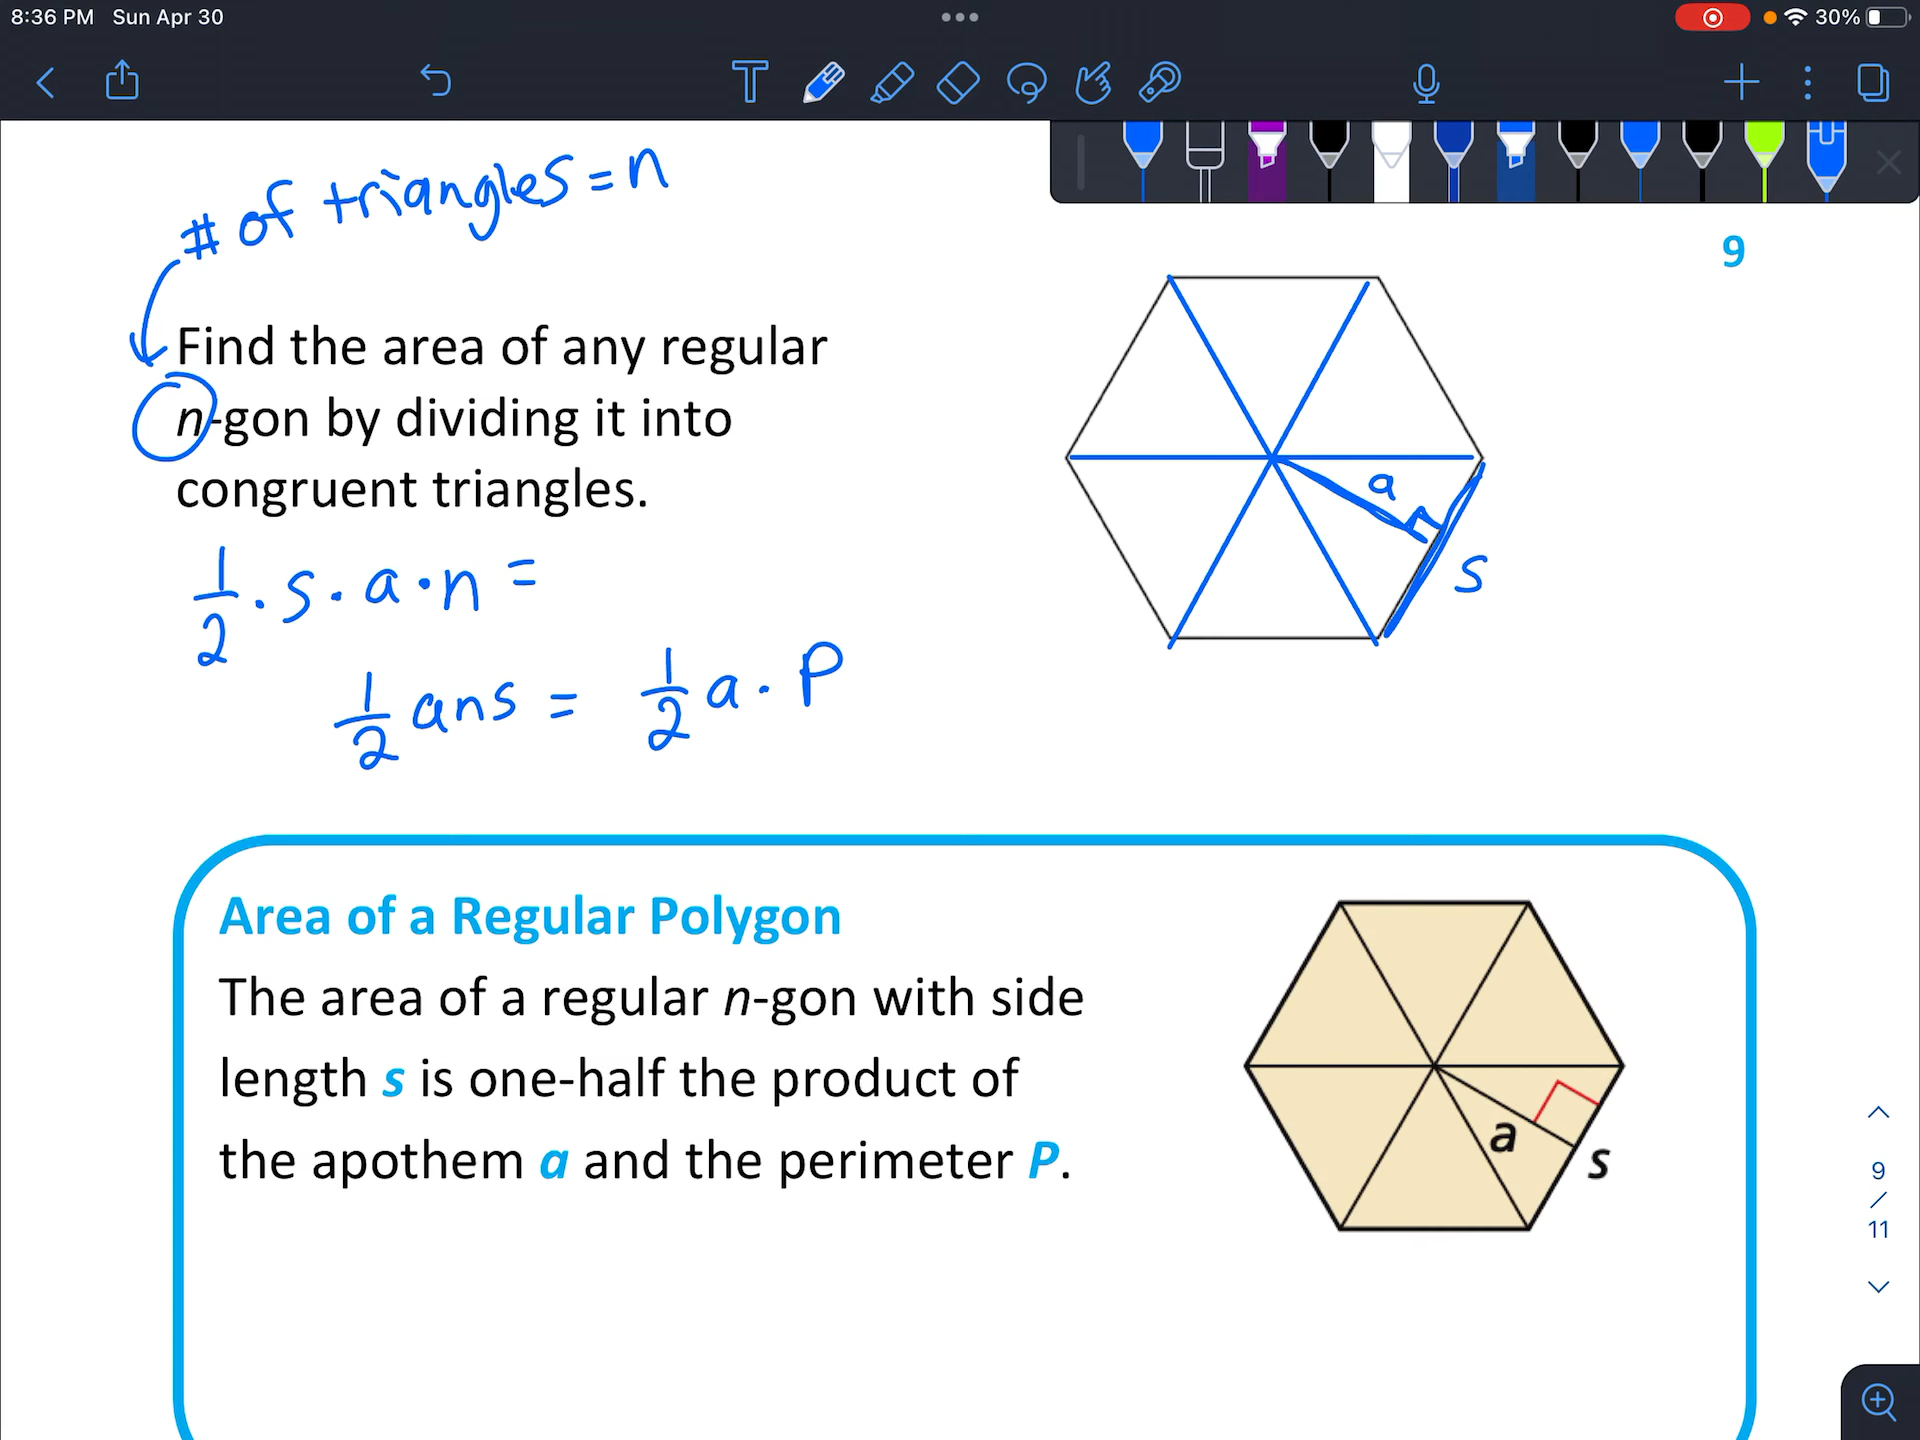 8:36 PM Sun Apr 30
30%
T
# of triangles = n
9
Find the area of any regular
n-gon by dividing it into
congruent triangles.
a
s
1/2 · s · a · n =
1/2 ans = 1/2 a · P
Area of a Regular Polygon
The area of a regular n-gon with side
length s is one-half the product of
the apothem a and the perimeter P.
a
s
9
/
11